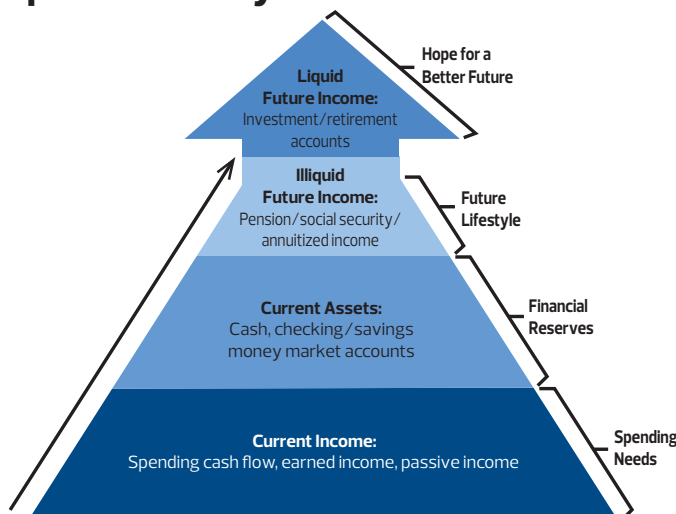 Liquid
Future Income:
Investment/retirement
accounts
Hope for a
Better Future
Illiquid
Future Income:
Pension/social security/
annuitized income
Future
Lifestyle
Current Assets:
Cash, checking/savings
money market accounts
Financial
Reserves
Current Income:
Spending cash flow, earned income, passive income
Spending
Needs